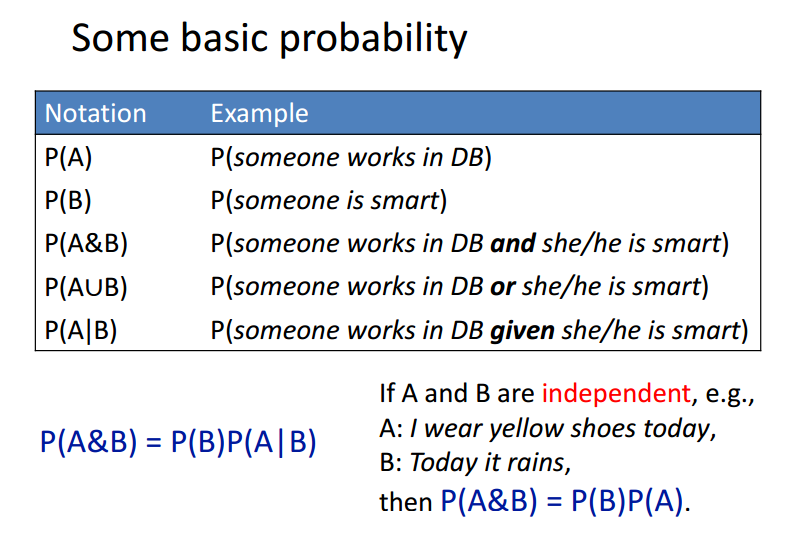 Some basic probability
Notation Example
P(A) P(someone works in DB)
P(B) P(someone is smart)
P(A&B) P(someone works in DB and she/he is smart)
P(A∪B) P(someone works in DB or she/he is smart)
P(A|B) P(someone works in DB given she/he is smart)
P(A&B) = P(B)P(A|B)
If A and B are independent, e.g.,
A: I wear yellow shoes today,
B: Today it rains,
then P(A&B) = P(B)P(A).